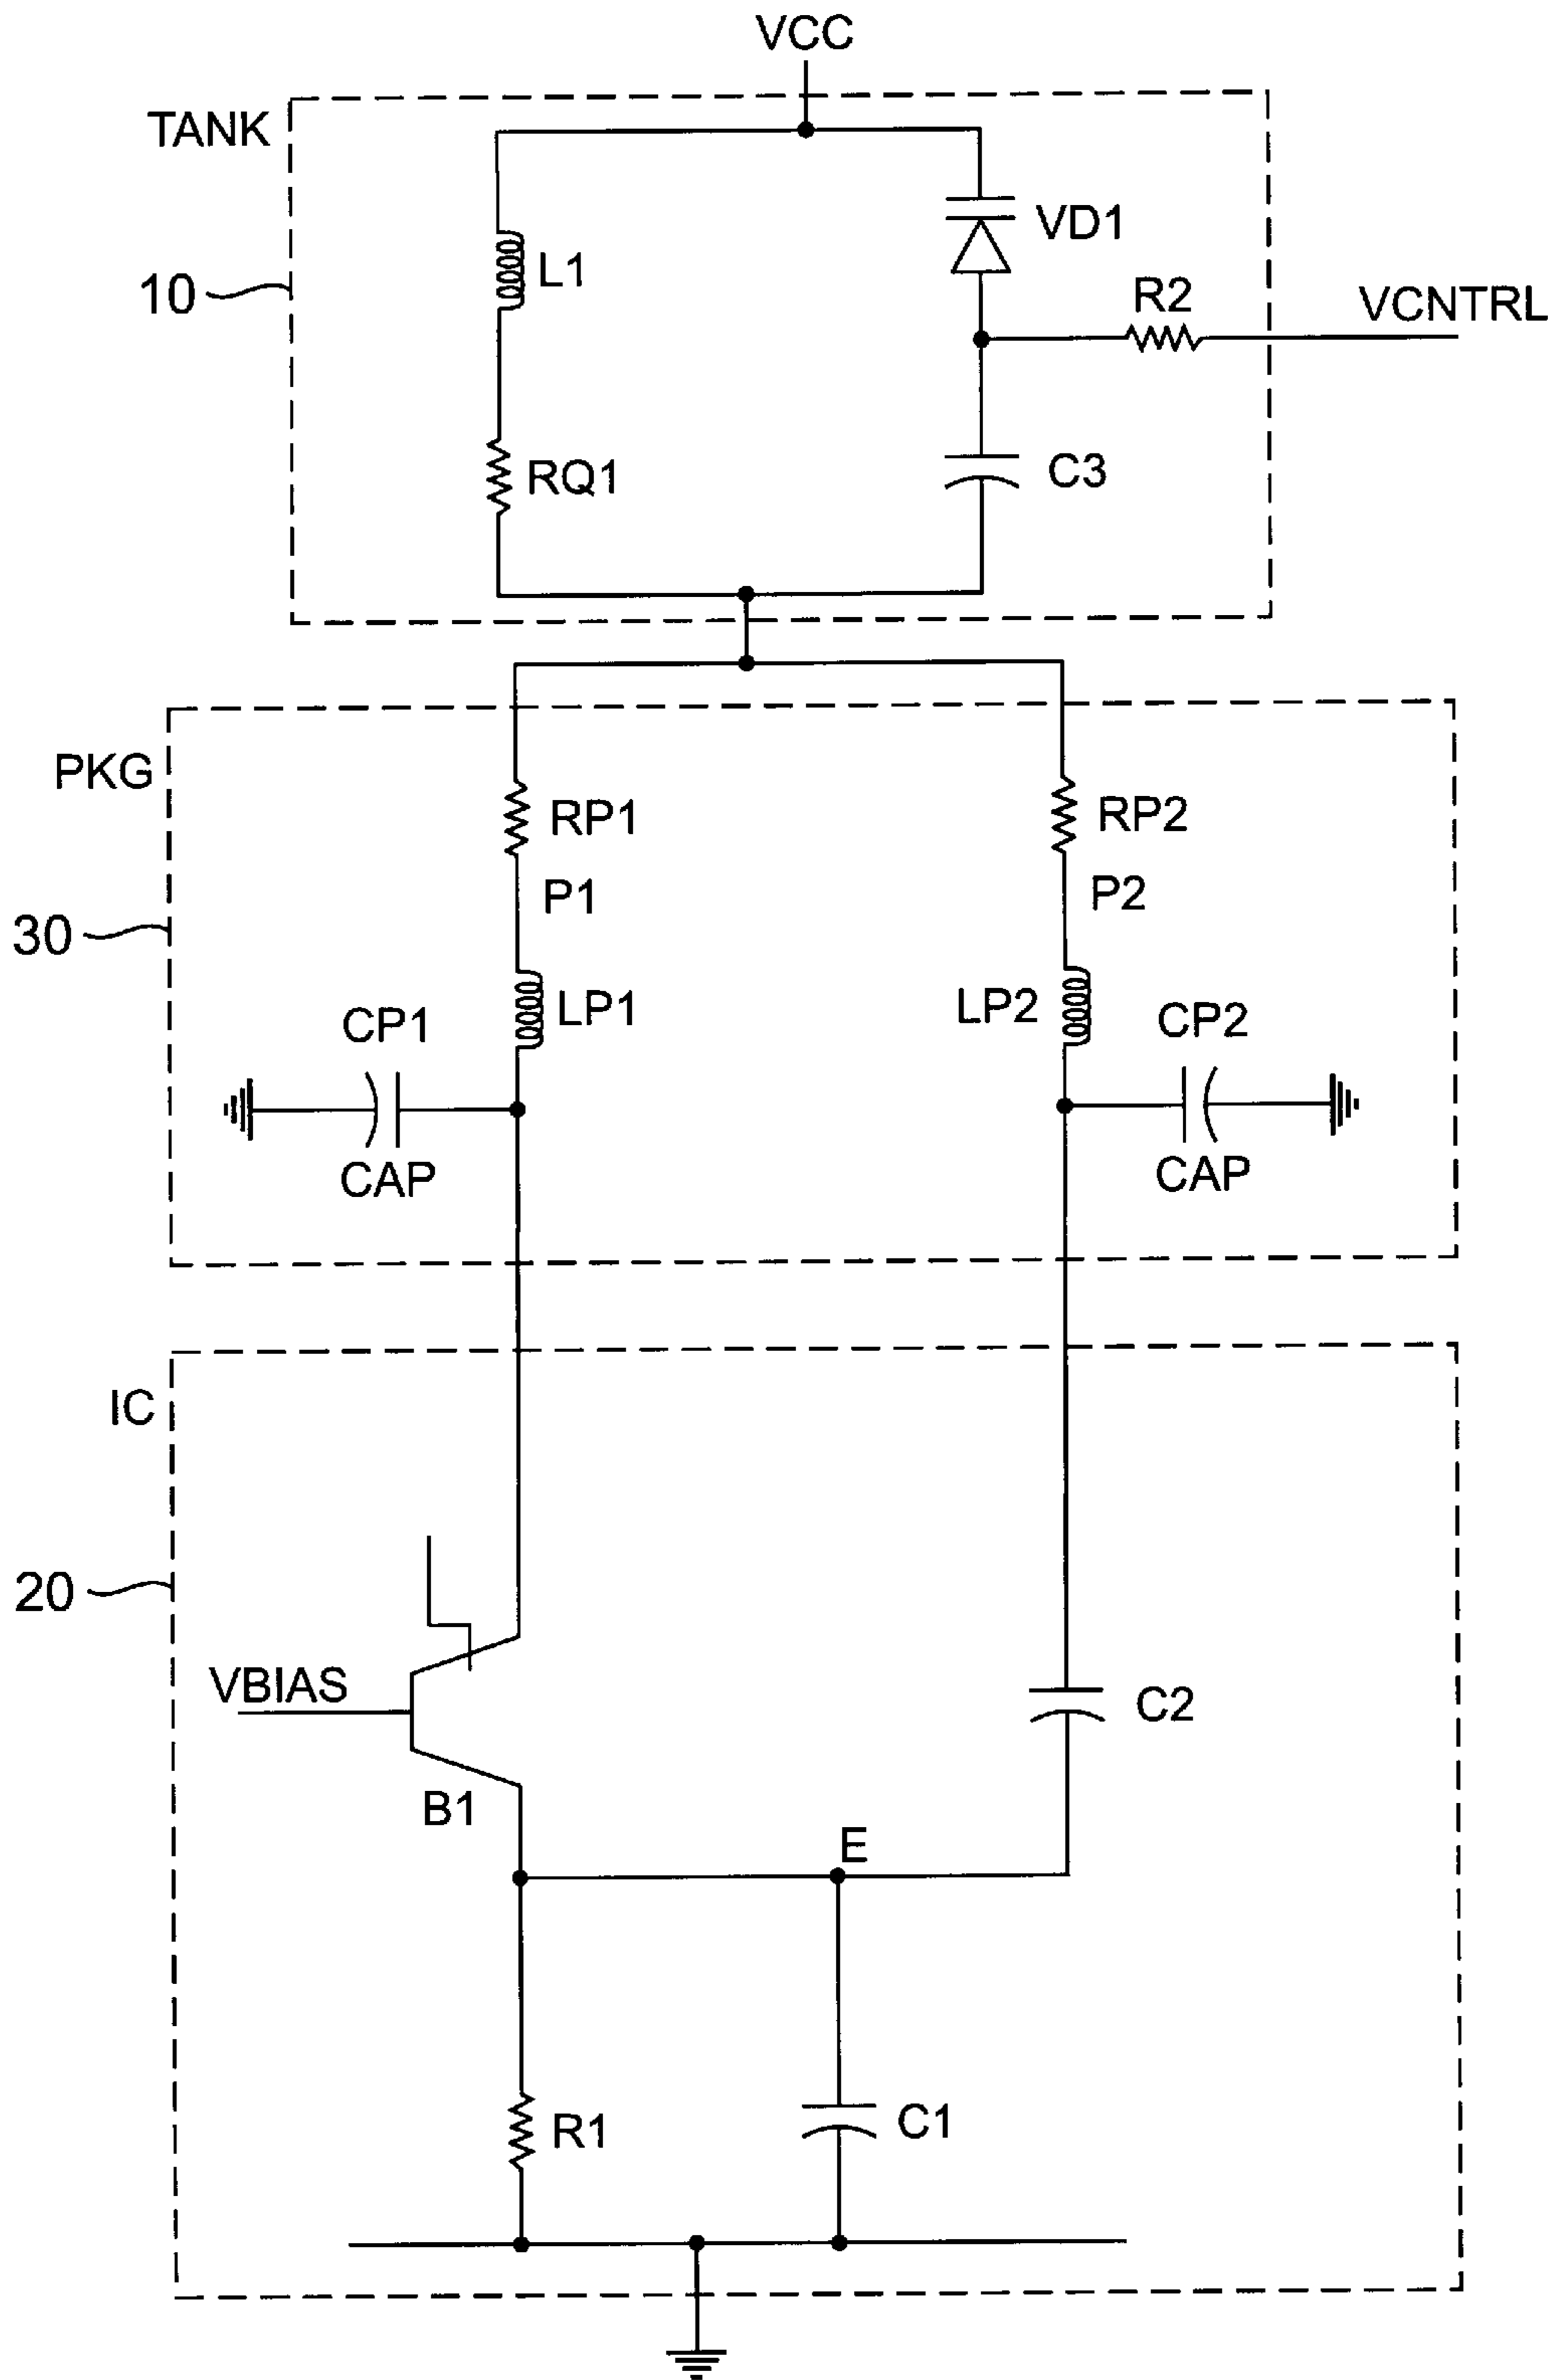 VCC
TANK
VD1
L1
10
R2
VCNTRL
RQ1
C3
PKG
RP1
RP2
P1
P2
30
LP1
LP2
CP1
CP2
CAP
CAP
IC
20
VBIAS
C2
B1
E
R1
C1